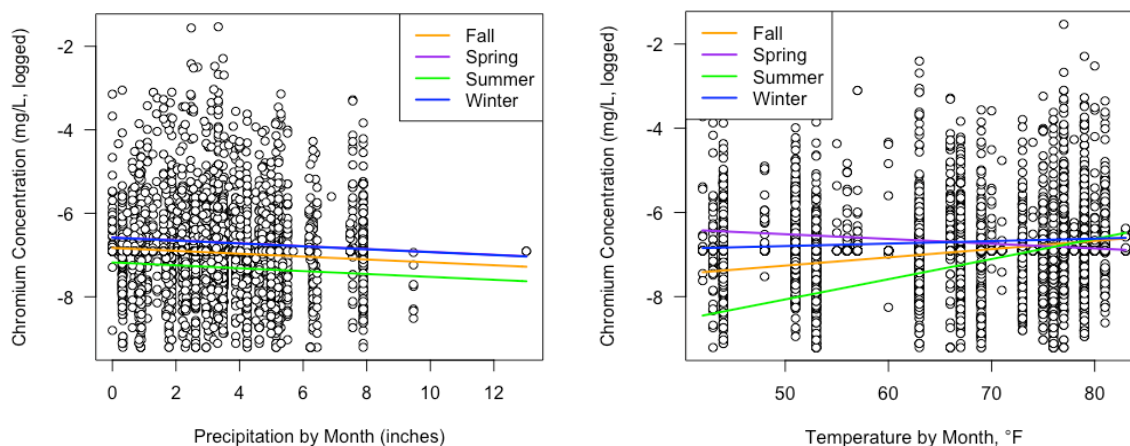 Chromium Concentration (mg/L, logged)
-2
-4
-6
-8
Fall
Spring
Summer
Winter
0 2 4 6 8 10 12
Precipitation by Month (inches)
Chromium Concentration (mg/L, logged)
-2
-4
-6
-8
Fall
Spring
Summer
Winter
50 60 70 80
Temperature by Month, °F